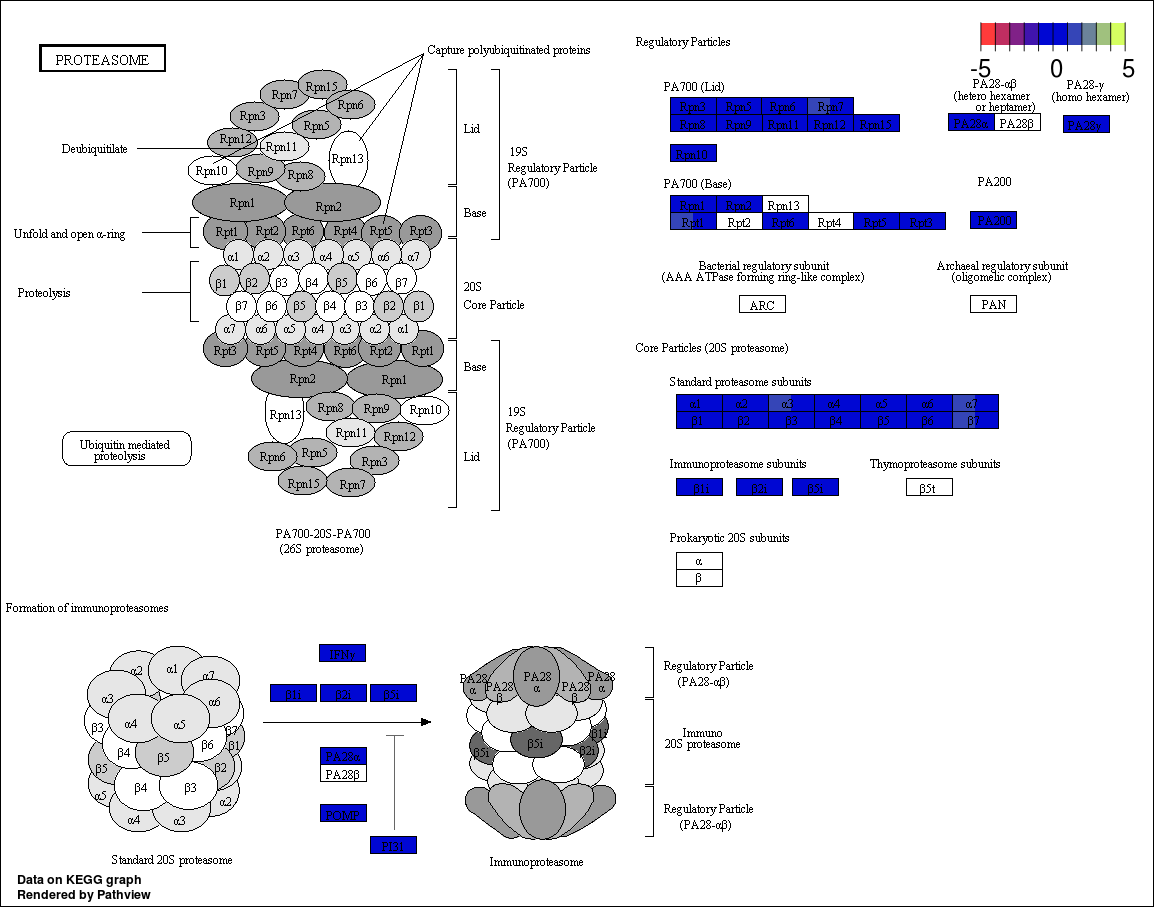 PROTEASOME
Capture polyubiquitinated proteins
Rpn15
Rpn7
Rpn6
Rpn3
Rpn5
Rpn12
Rpn11
Deubiquitilate
Rpn13
Rpn10
Rpn9
Rpn8
Lid
19S
Regulatory Particle
(PA700)
Rpn1
Rpn2
Base
Unfold and open α-ring
Rpt1 Rpt2 Rpt6 Rpt4 Rpt5 Rpt3
α1 α2 α3 α4 α5 α6 α7
Proteolysis
β1 β2 β3 β4 β5 β6 β7
20S
Core Particle
β7 β6 β5 β4 β3 β2 β1
α7 α6 α5 α4 α3 α2 α1
Rpt3 Rpt5 Rpt4 Rpt6 Rpt2 Rpt1
Base
Rpn2
Rpn1
Rpn13
Rpn8
Rpn9
Rpn10
19S
Regulatory Particle
(PA700)
Rpn11
Rpn12
Rpn6
Rpn5
Rpn3
Lid
Rpn15
Rpn7
Ubiquitin mediated
proteolysis
PA700-20S-PA700
(26S proteasome)
Regulatory Particles
-5 0 5
PA700 (Lid)
Rpn3 Rpn5 Rpn6 Rpn7
Rpn8 Rpn9 Rpn11 Rpn12 Rpn15
Rpn10
PA28-αβ
(hetero hexamer
or heptamer)
PA28α PA28β
PA28-γ
(homo hexamer)
PA28γ
PA700 (Base)
Rpn1 Rpn2 Rpn13
Rpt1 Rpt2 Rpt6 Rpt4 Rpt5 Rpt3
PA200
PA200
Bacterial regulatory subunit
(AAA ATPase forming ring-like complex)
ARC
Archaeal regulatory subunit
(oligomelic complex)
PAN
Core Particles (20S proteasome)
Standard proteasome subunits
α1 α2 α3 α4 α5 α6 α7
β1 β2 β3 β4 β5 β6 β7
Immunoproteasome subunits
β1i β2i β5i
Thymoproteasome subunits
β5t
Prokaryotic 20S subunits
α
β
Formation of immunoproteasomes
α2 α1 α7
α3 α6
α4 α5
β3 β7
β4 β6 β1
β5 β5 β2
β4 β3
α5 α2
α4 α3
Standard 20S proteasome
IFNγ
β1i β2i β5i
PA28α
PA28β
POMP
PI31
PA28 α
PA28 β
PA28 α
PA28 β
PA28 α
β5i
β5i
β1i
β2i
Immunoproteasome
Regulatory Particle
(PA28-αβ)
Immuno
20S proteasome
Regulatory Particle
(PA28-αβ)
Data on KEGG graph
Rendered by Pathview